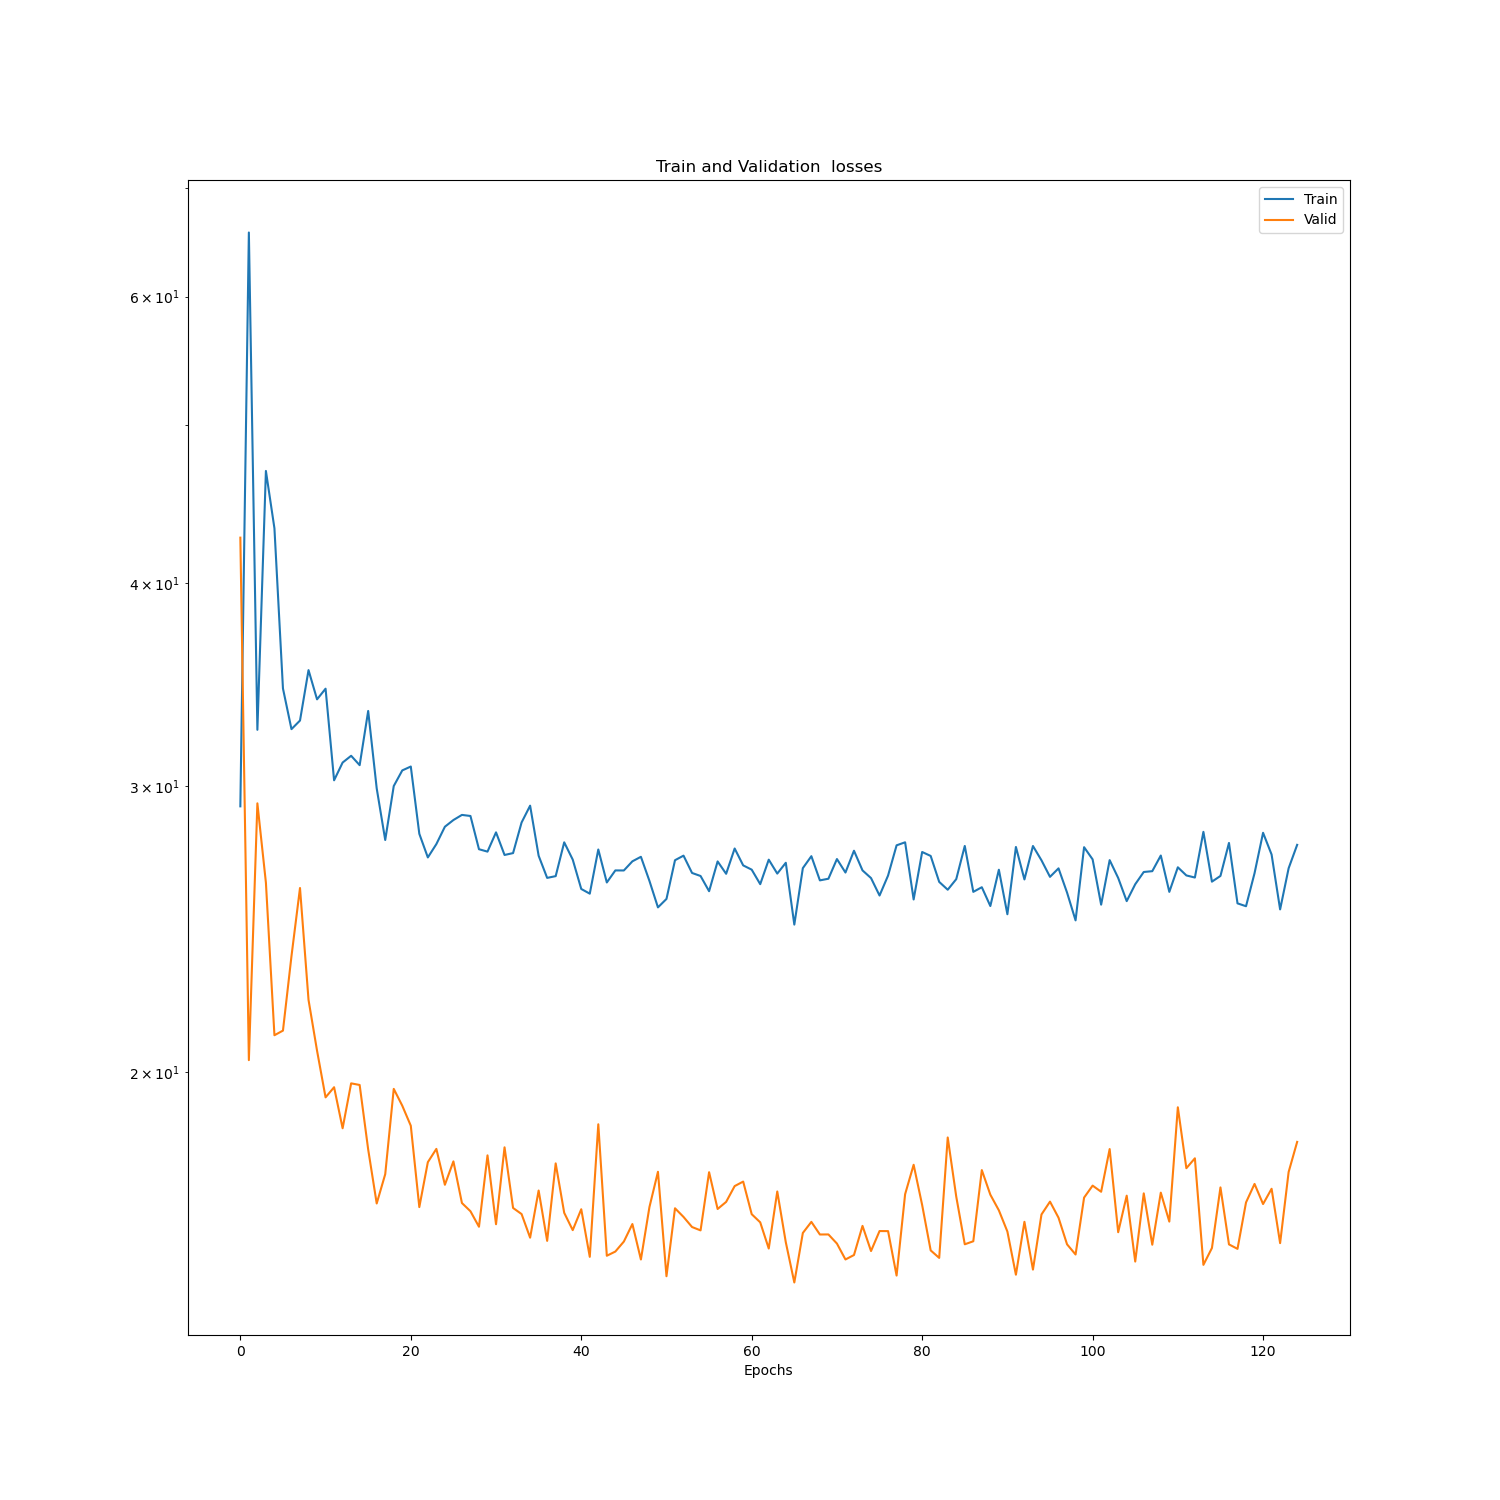 Train and Validation  losses
Train
Valid
6 × 10¹
4 × 10¹
3 × 10¹
2 × 10¹
0 20 40 60 80 100 120
Epochs